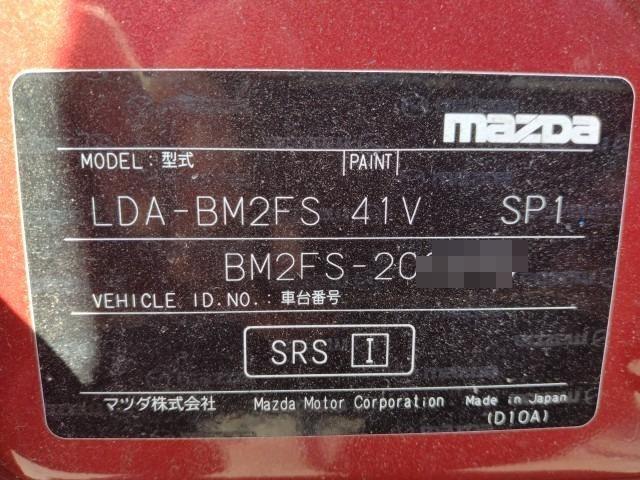 mazda
MODEL:型式 PAINT
LDA-BM2FS 41V SP1
BM2FS-20
VEHICLE ID.NO.:車台番号
SRS I
マツダ株式会社 Mazda Motor Corporation Made in Japan
(D10A)